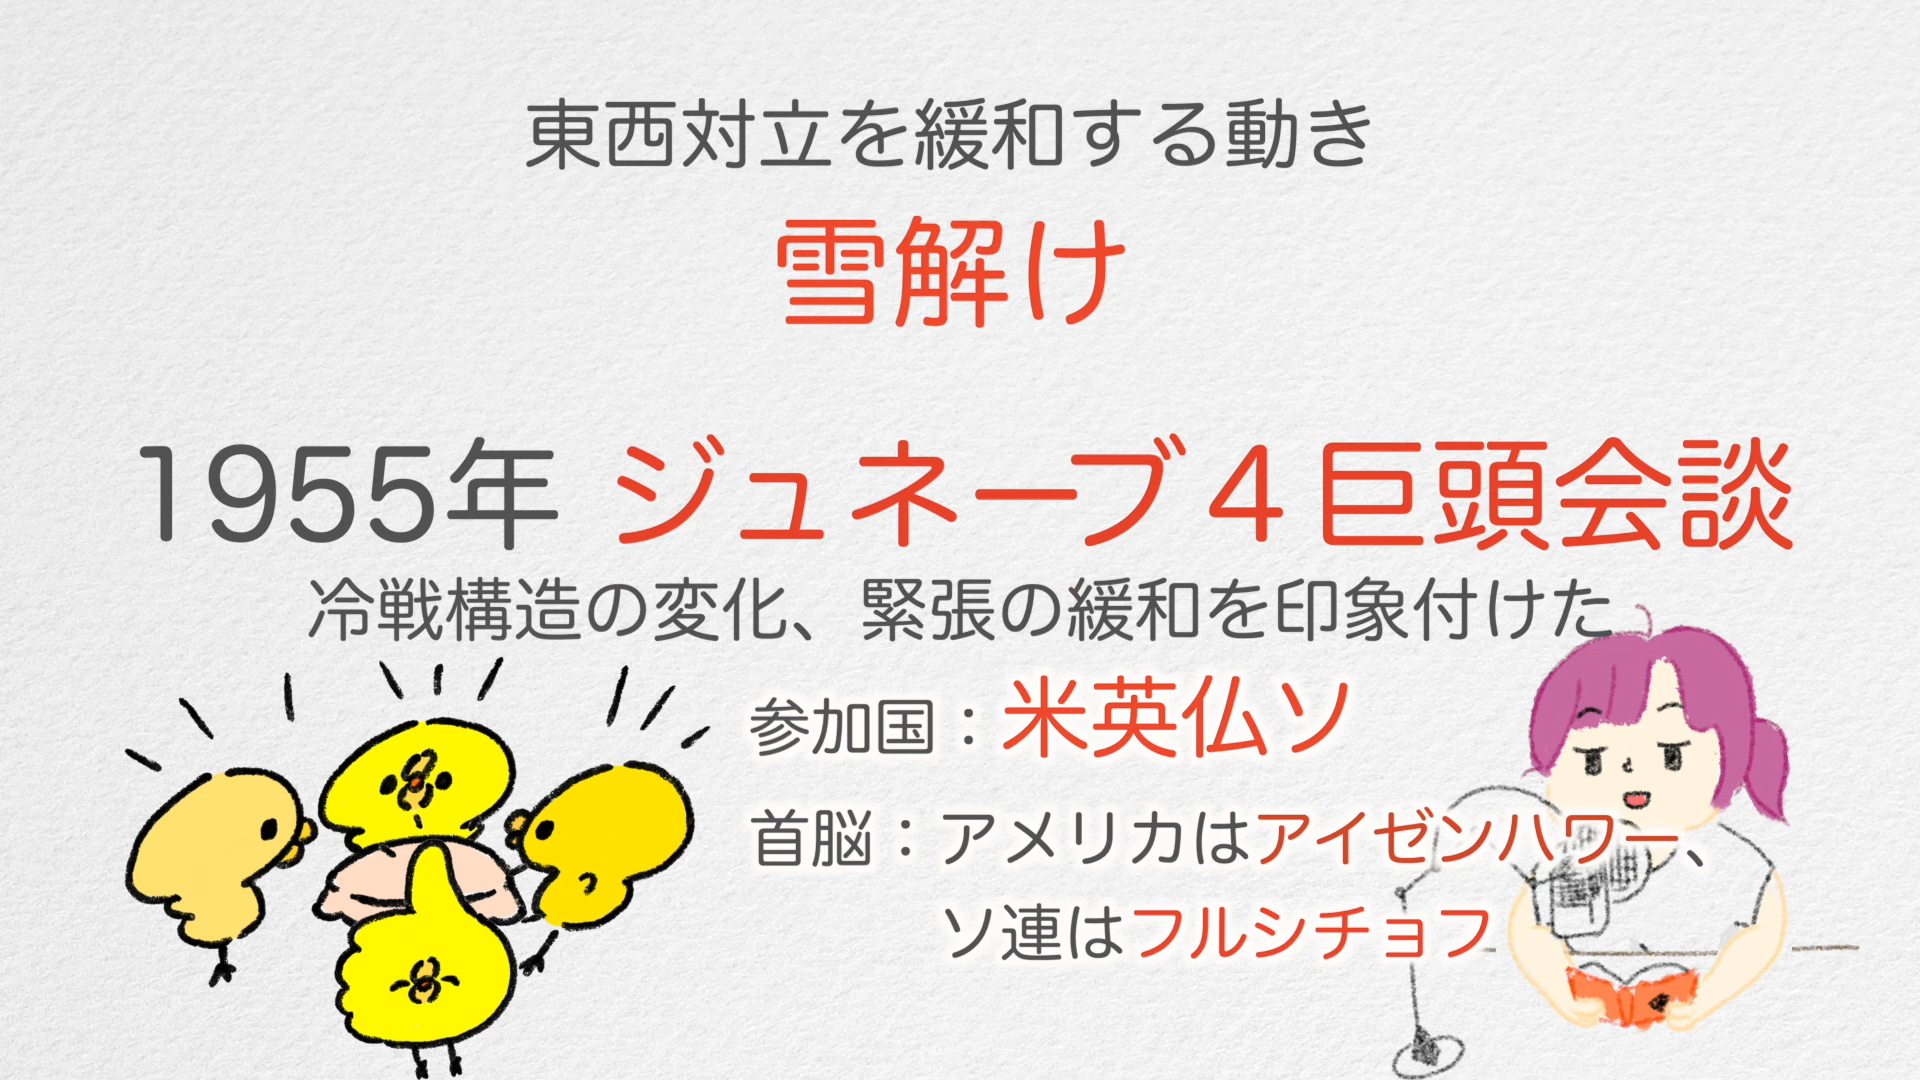 東西対立を緩和する動き
雪解け
1955年 ジュネーブ４巨頭会談
冷戦構造の変化、緊張の緩和を印象付けた
参加国：米英仏ソ
首脳：アメリカはアイゼンハワー、
ソ連はフルシチョフ